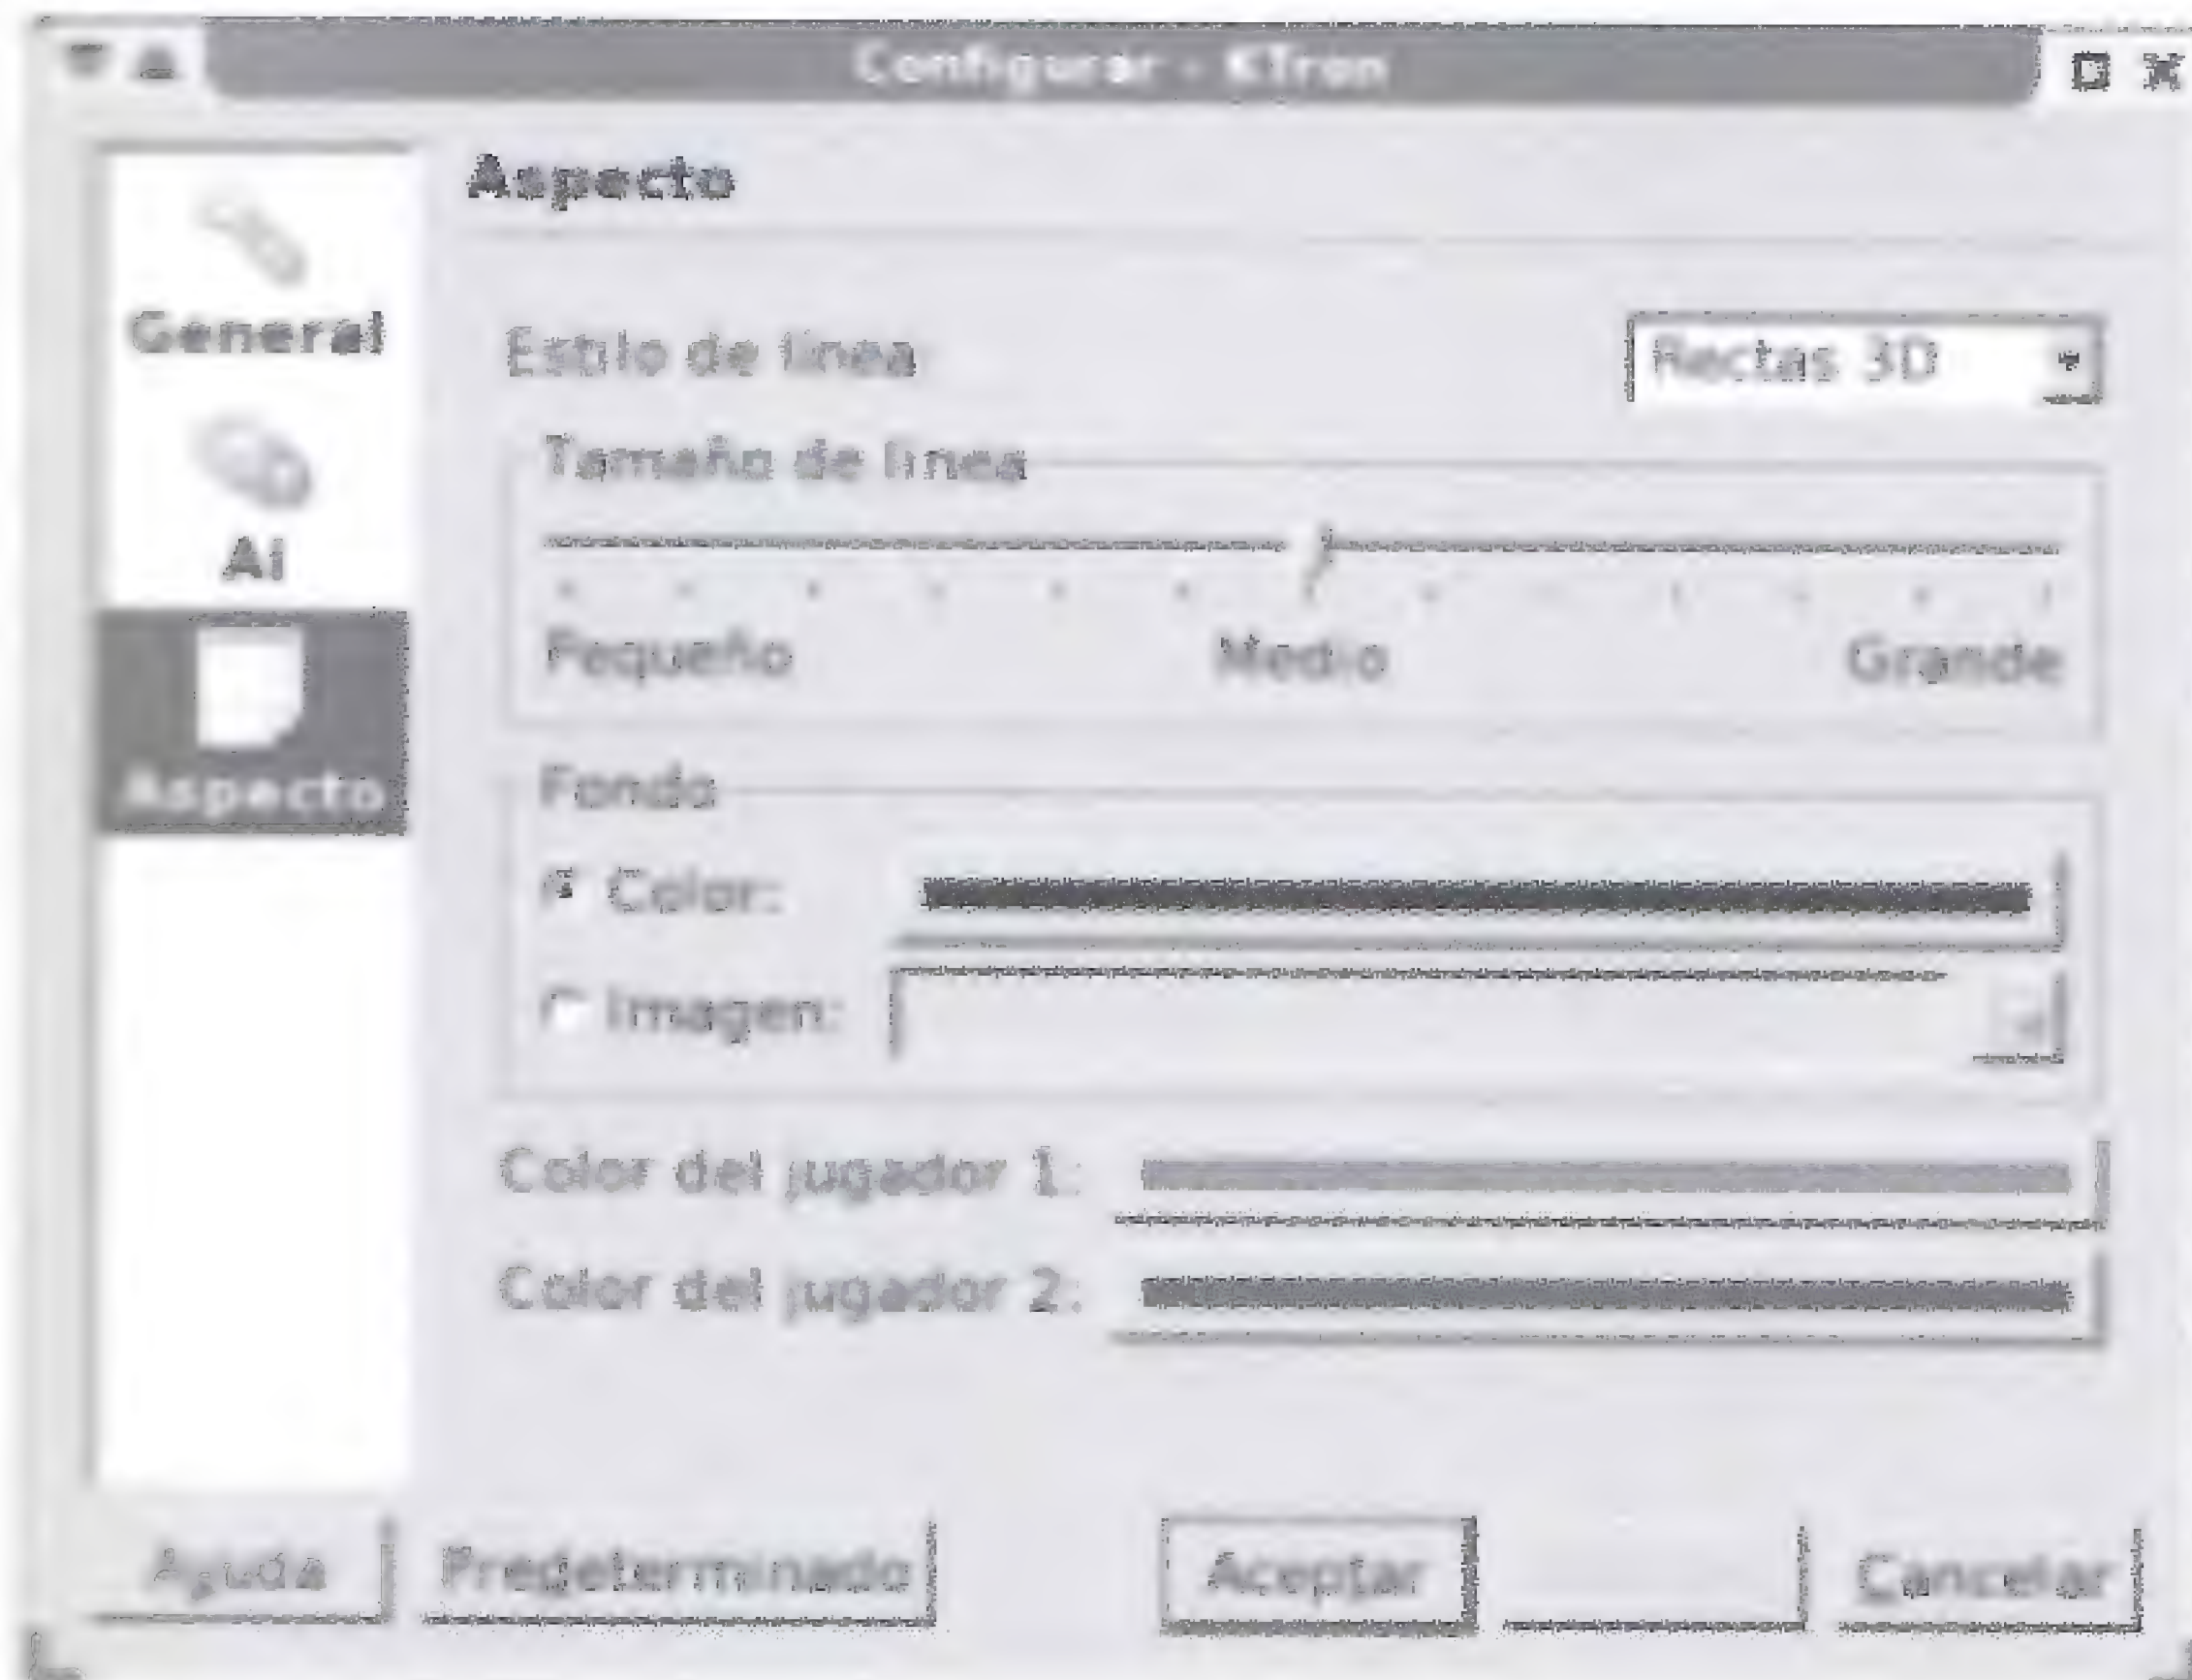 Configurar - KTron
General
AI
Aspecto
Aspecto
Estilo de línea
Rectas 3D
Tamaño de línea
Pequeño Medio Grande
Fondo
Color:
Imagen:
Color del jugador 1:
Color del jugador 2:
Ayuda Predeterminado Aceptar Cancelar